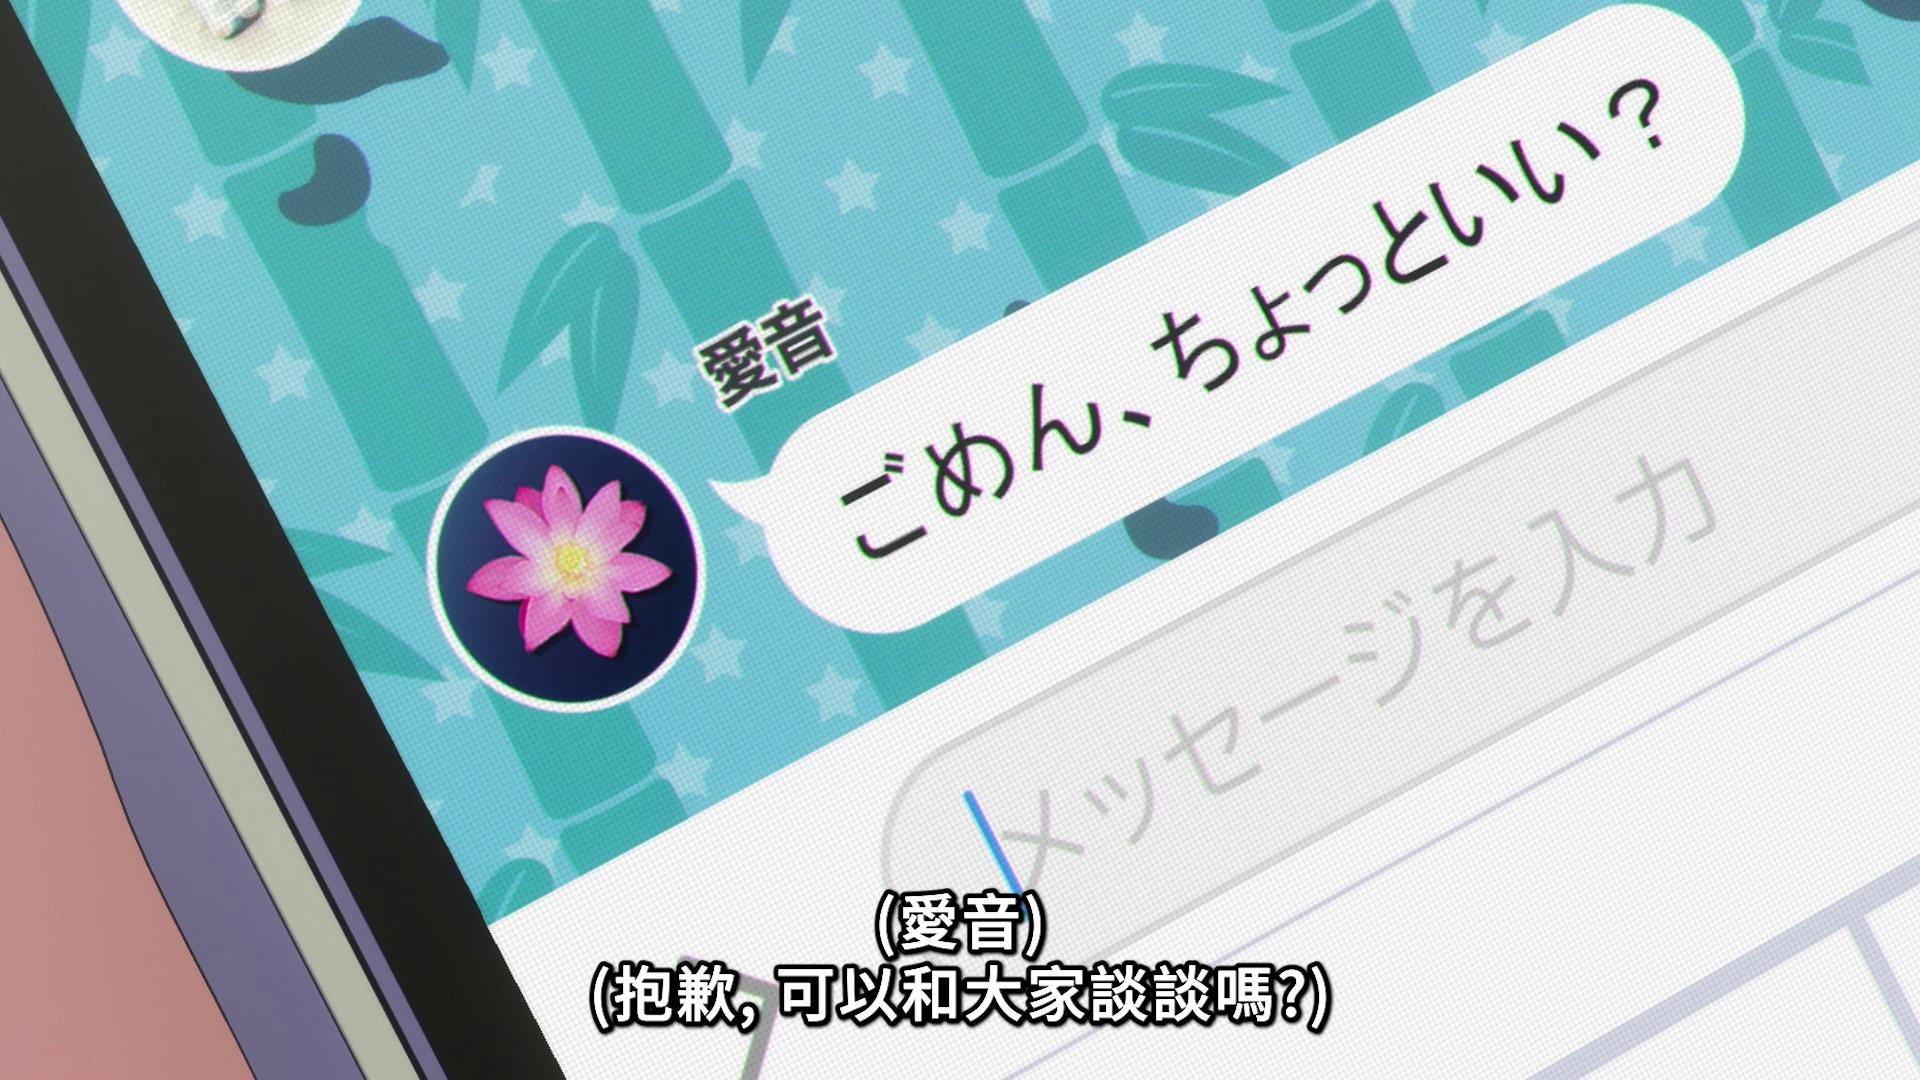 愛音
ごめん、ちょっといい？
メッセージを入力
(愛音)
(抱歉, 可以和大家談談嗎?)